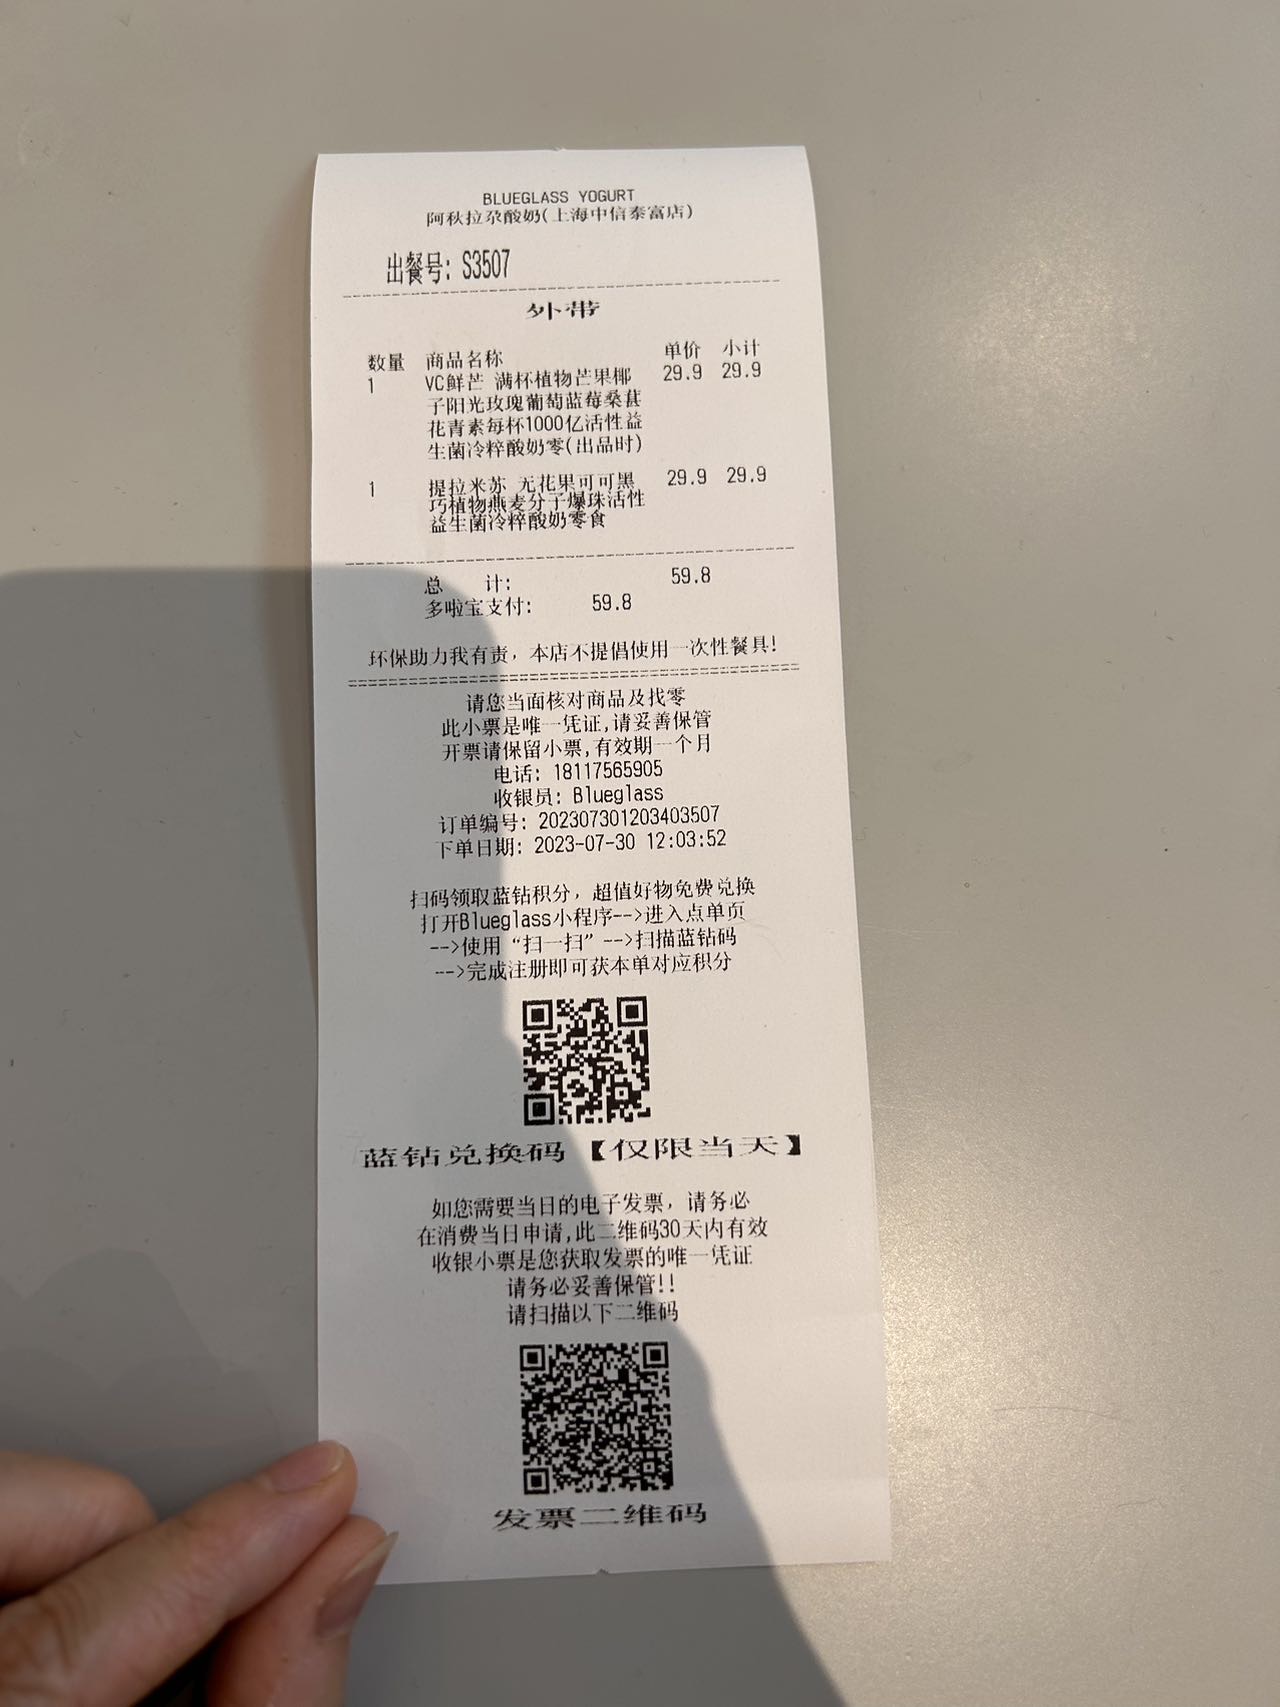 BLUEGLASS YOGURT
阿秋拉尕酸奶(上海中信泰富店)
出餐号: S3507
外带
数量 商品名称 单价 小计
1 VC鲜芒 满杯植物芒果椰 29.9 29.9
子阳光玫瑰葡萄蓝莓桑葚
花青素每杯1000亿活性益
生菌冷粹酸奶零(出品时)
1 提拉米苏 无花果可可黑 29.9 29.9
巧植物燕麦分子爆珠活性
益生菌冷粹酸奶零食
总 计: 59.8
多啦宝支付: 59.8
环保助力我有责，本店不提倡使用一次性餐具!
请您当面核对商品及找零
此小票是唯一凭证,请妥善保管
开票请保留小票,有效期一个月
电话: 18117565905
收银员: Blueglass
订单编号: 202307301203403507
下单日期: 2023-07-30 12:03:52
扫码领取蓝钻积分，超值好物免费兑换
打开Blueglass小程序-->进入点单页
-->使用“扫一扫”-->扫描蓝钻码
-->完成注册即可获本单对应积分
蓝钻兑换码【仅限当天】
如您需要当日的电子发票，请务必
在消费当日申请,此二维码30天内有效
收银小票是您获取发票的唯一凭证
请务必妥善保管!!
请扫描以下二维码
发票二维码